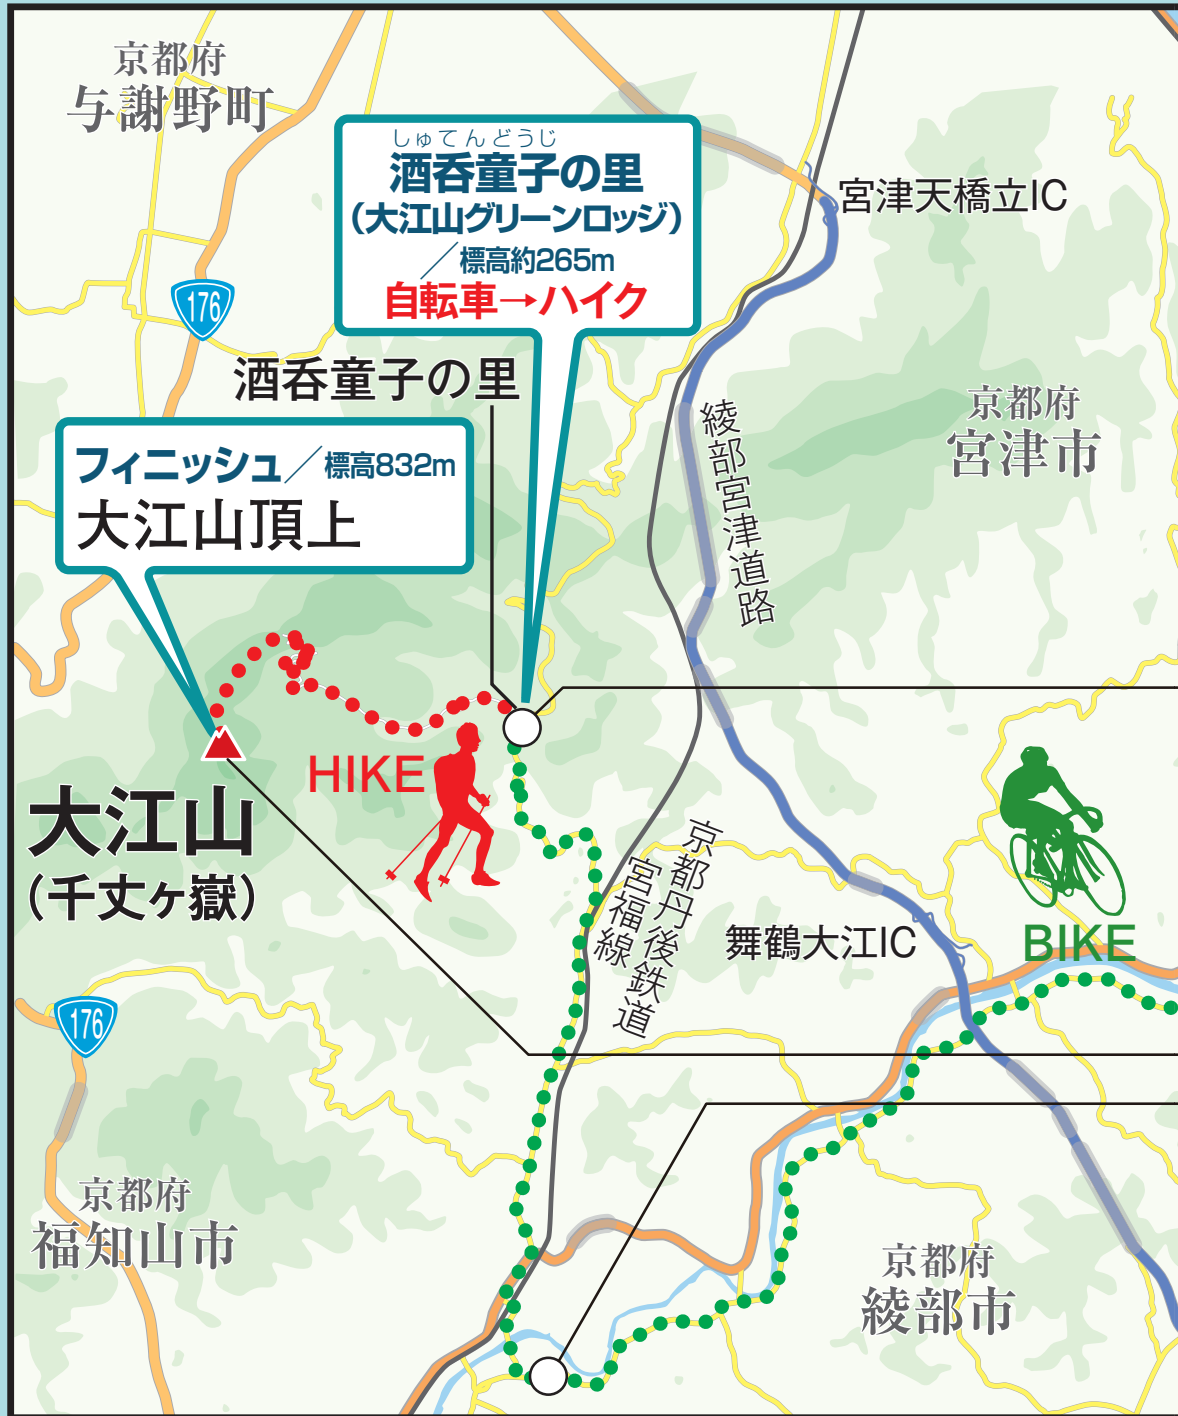 京都府
与謝野町
しゅてんどうじ
酒呑童子の里
（大江山グリーンロッジ）
／標高約265m
自転車→ハイク
宮津天橋立IC
176
酒呑童子の里
京都府
宮津市
綾部宮津道路
フィニッシュ／標高832m
大江山頂上
HIKE
大江山
（千丈ヶ嶽）
京都丹後鉄道
宮福線
舞鶴大江IC
BIKE
176
京都府
福知山市
京都府
綾部市